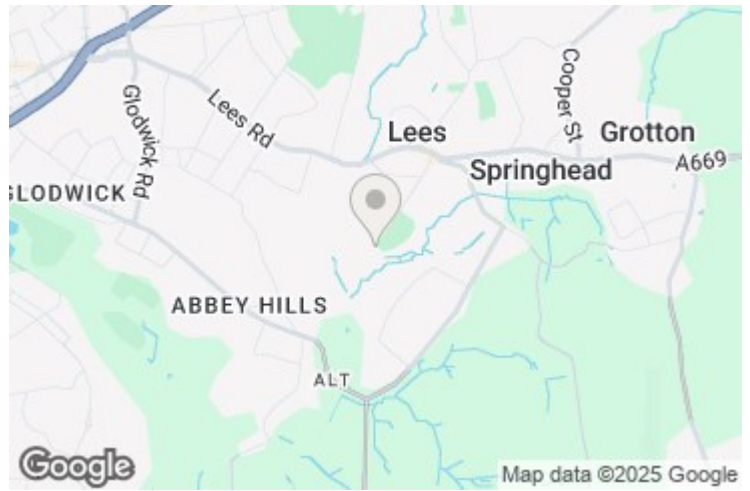 Cooper St
Glodwick Rd
Lees Rd
Lees
Grotton
A669
Springhead
GLODWICK
ABBEY HILLS
ALT
Google
Map data ©2025 Google